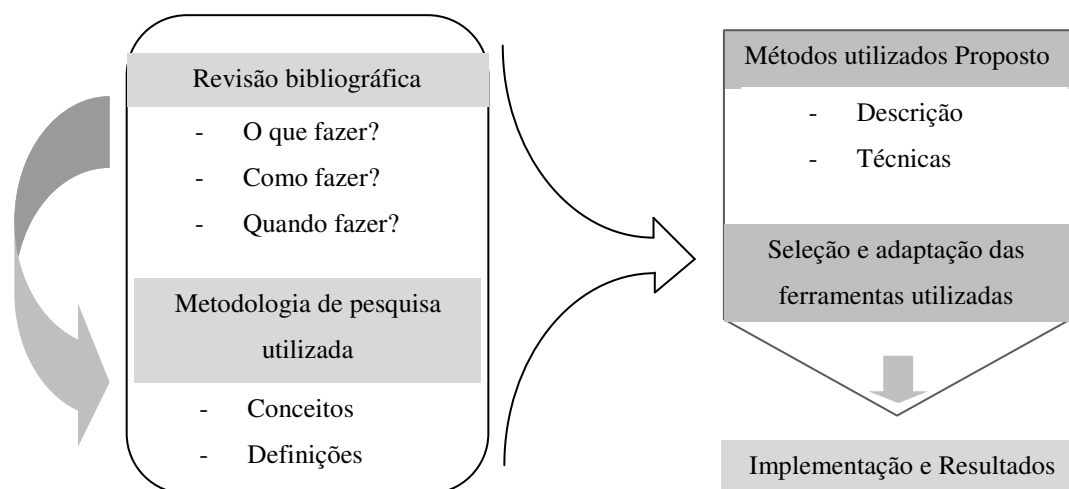 Revisão bibliográfica
- O que fazer?
- Como fazer?
- Quando fazer?
Metodologia de pesquisa
utilizada
- Conceitos
- Definições
Métodos utilizados Proposto
- Descrição
- Técnicas
Seleção e adaptação das
ferramentas utilizadas
Implementação e Resultados